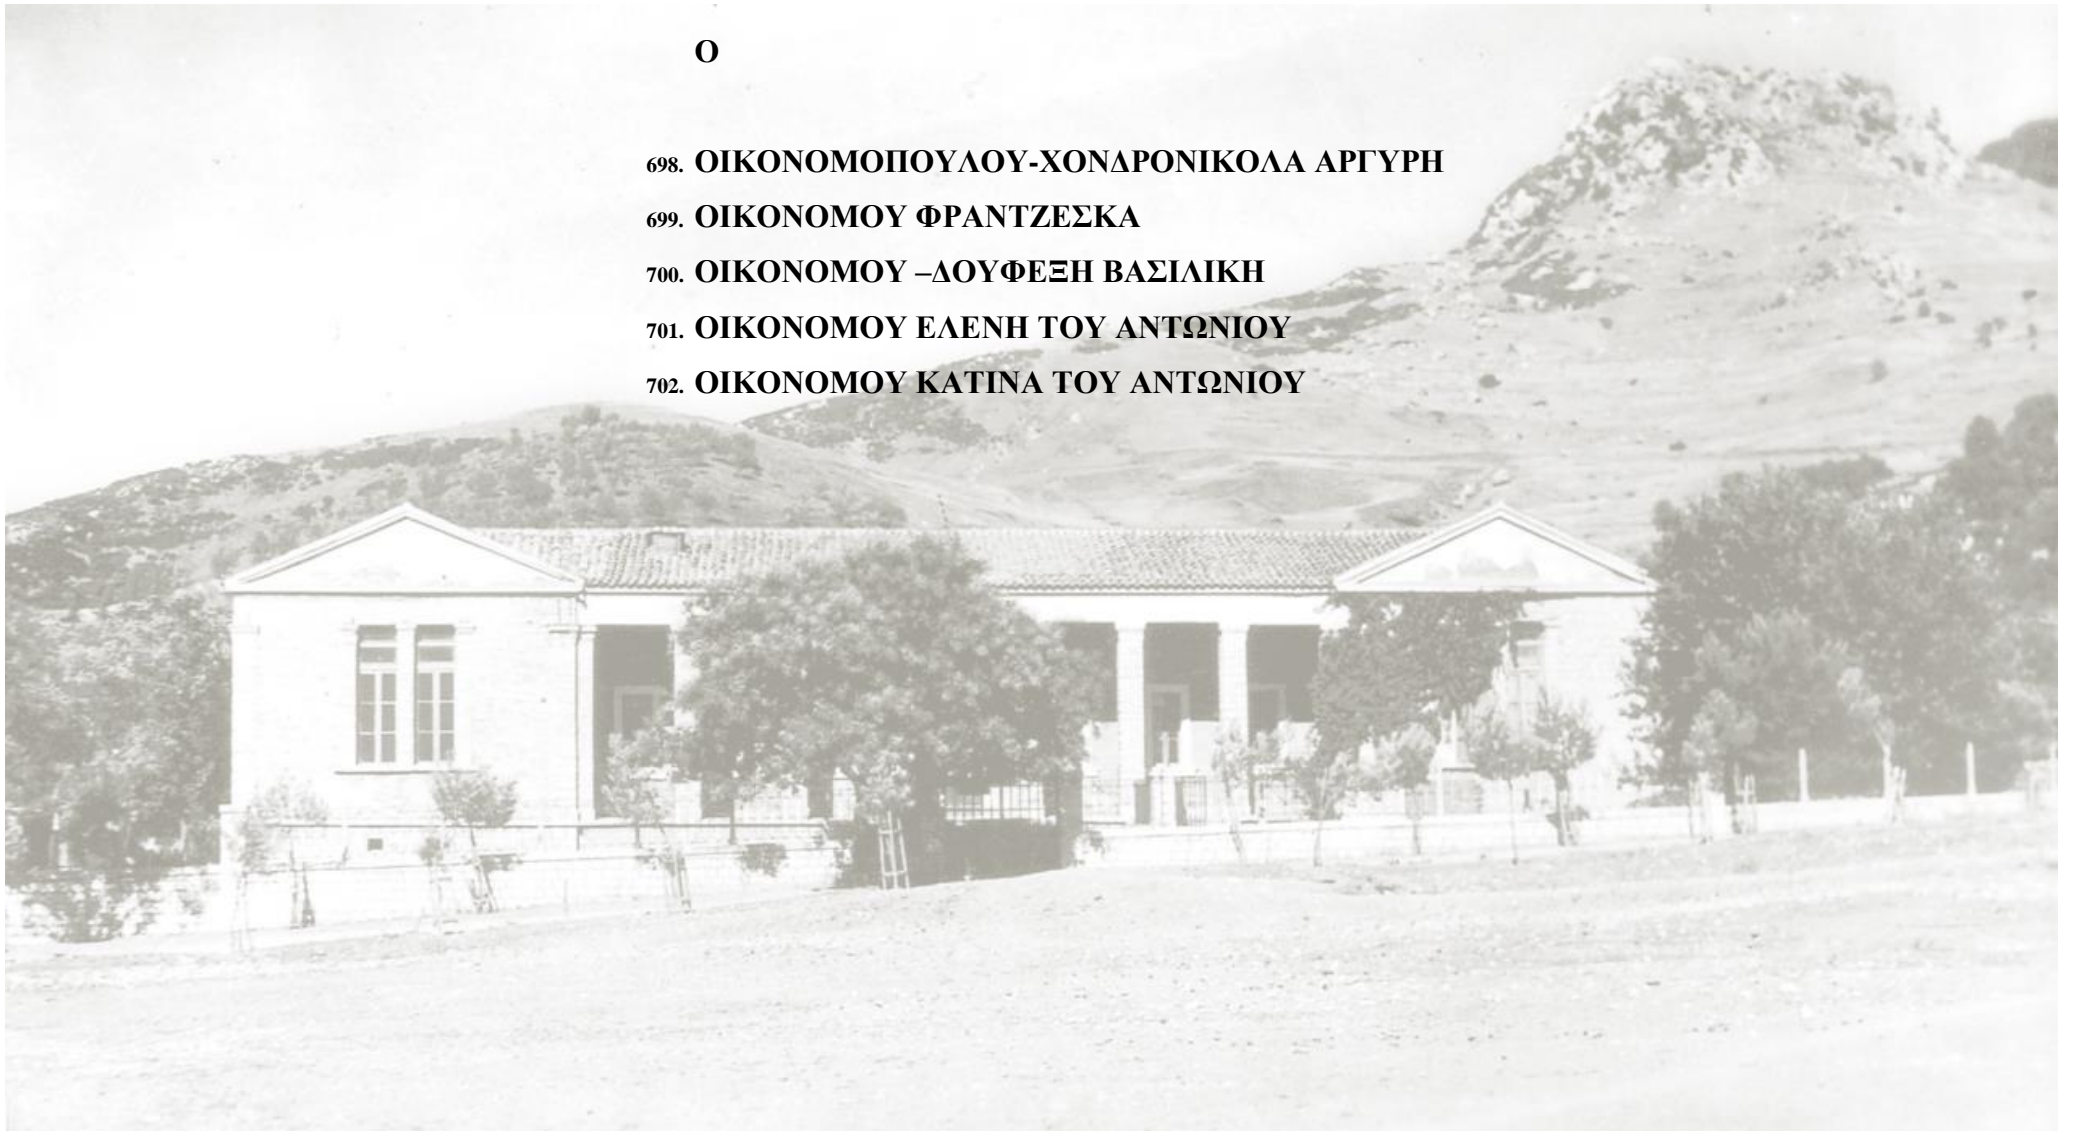 Ο
698. ΟΙΚΟΝΟΜΟΠΟΥΛΟΥ-ΧΟΝΔΡΟΝΙΚΟΛΑ ΑΡΓΥΡΗ
699. ΟΙΚΟΝΟΜΟΥ ΦΡΑΝΤΖΕΣΚΑ
700. ΟΙΚΟΝΟΜΟΥ –ΔΟΥΦΕΞΗ ΒΑΣΙΛΙΚΗ
701. ΟΙΚΟΝΟΜΟΥ ΕΛΕΝΗ ΤΟΥ ΑΝΤΩΝΙΟΥ
702. ΟΙΚΟΝΟΜΟΥ ΚΑΤΙΝΑ ΤΟΥ ΑΝΤΩΝΙΟΥ